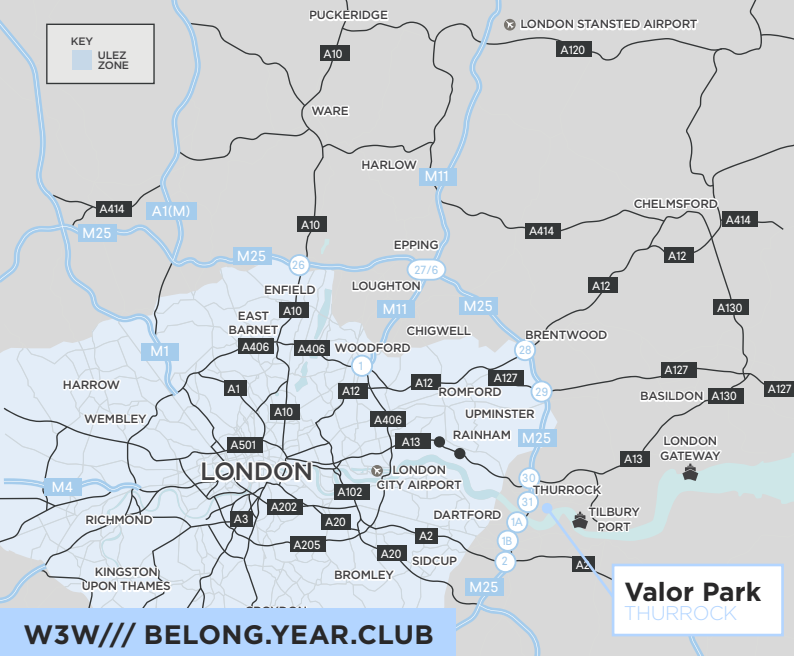 PUCKERIDGE
LONDON STANSTED AIRPORT
KEY
ULEZ
ZONE
A10
A120
WARE
HARLOW
M11
A414
A1(M)
CHELMSFORD
A414
M25
A10
A414
EPPING
M25
A12
26
27/6
ENFIELD
LOUGHTON
A12
A10
M11
M25
A130
EAST
BARNET
CHIGWELL
BRENTWOOD
A406
A406
WOODFORD
28
M1
1
A127
HARROW
A1
A12
A12
A127
29
A127
ROMFORD
BASILDON
A130
WEMBLEY
A10
A406
UPMINSTER
A501
A13
RAINHAM
M25
LONDON
GATEWAY
A13
LONDON
LONDON
CITY AIRPORT
M4
A102
30
THURROCK
31
A202
RICHMOND
A3
A20
DARTFORD
1A
TILBURY
PORT
A205
A2
1B
A20
SIDCUP
2
A2
KINGSTON
UPON THAMES
BROMLEY
M25
Valor Park
THURROCK
CROYDON
W3W/// BELONG.YEAR.CLUB